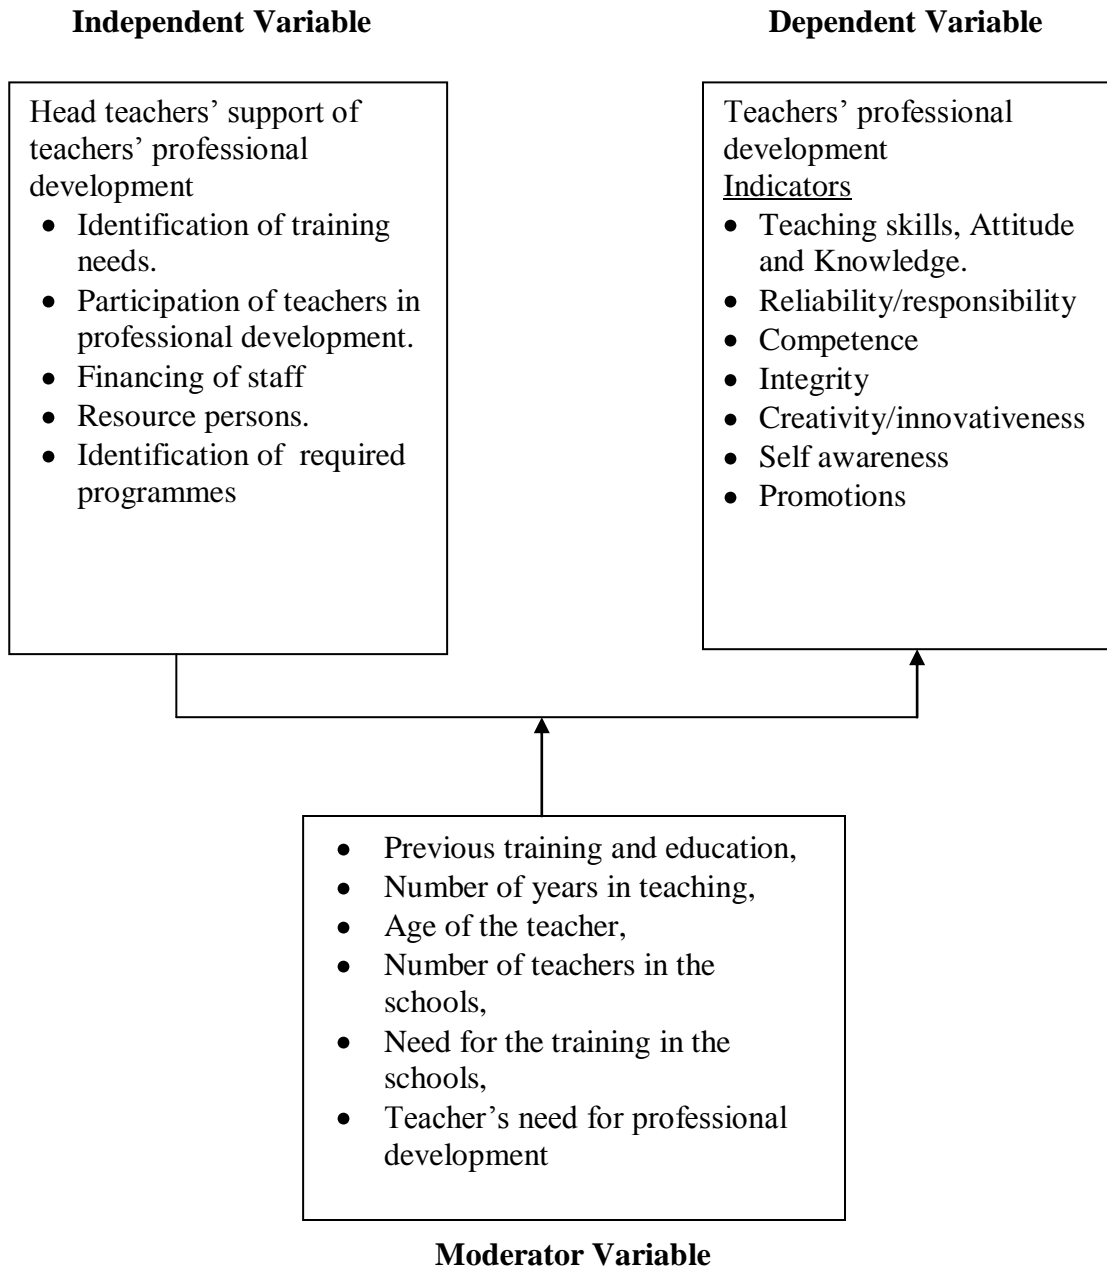 Independent Variable
Dependent Variable
Head teachers’ support of
teachers’ professional
development
• Identification of training
needs.
• Participation of teachers in
professional development.
• Financing of staff
• Resource persons.
• Identification of  required
programmes
Teachers’ professional
development
Indicators
• Teaching skills, Attitude
and Knowledge.
• Reliability/responsibility
• Competence
• Integrity
• Creativity/innovativeness
• Self awareness
• Promotions
• Previous training and education,
• Number of years in teaching,
• Age of the teacher,
• Number of teachers in the
schools,
• Need for the training in the
schools,
• Teacher’s need for professional
development
Moderator Variable